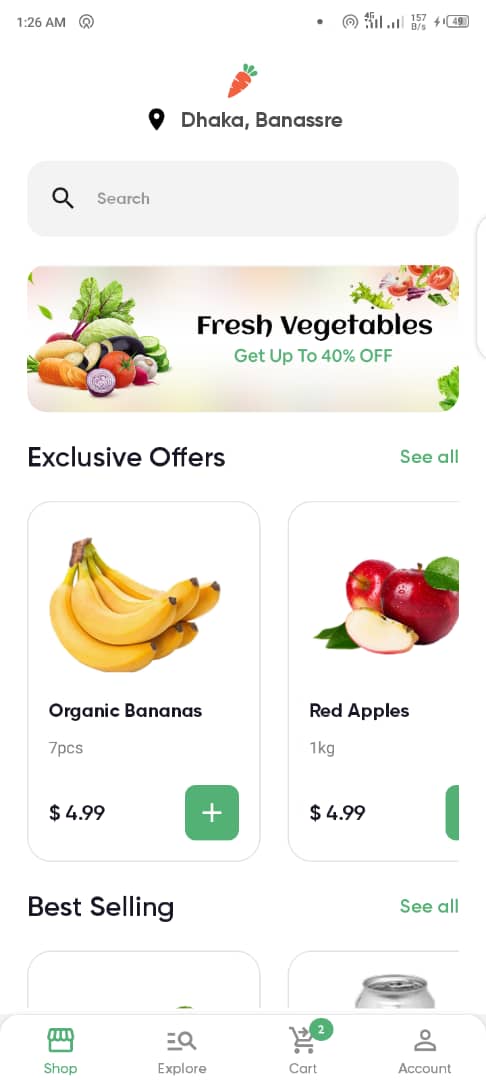 1:26 AM 4G 157 B/s 49
Dhaka, Banassre
Search
Fresh Vegetables
Get Up To 40% OFF
Exclusive Offers See all
Organic Bananas Red Apples
7pcs 1kg
$ 4.99 + $ 4.99
Best Selling See all
2
Shop Explore Cart Account